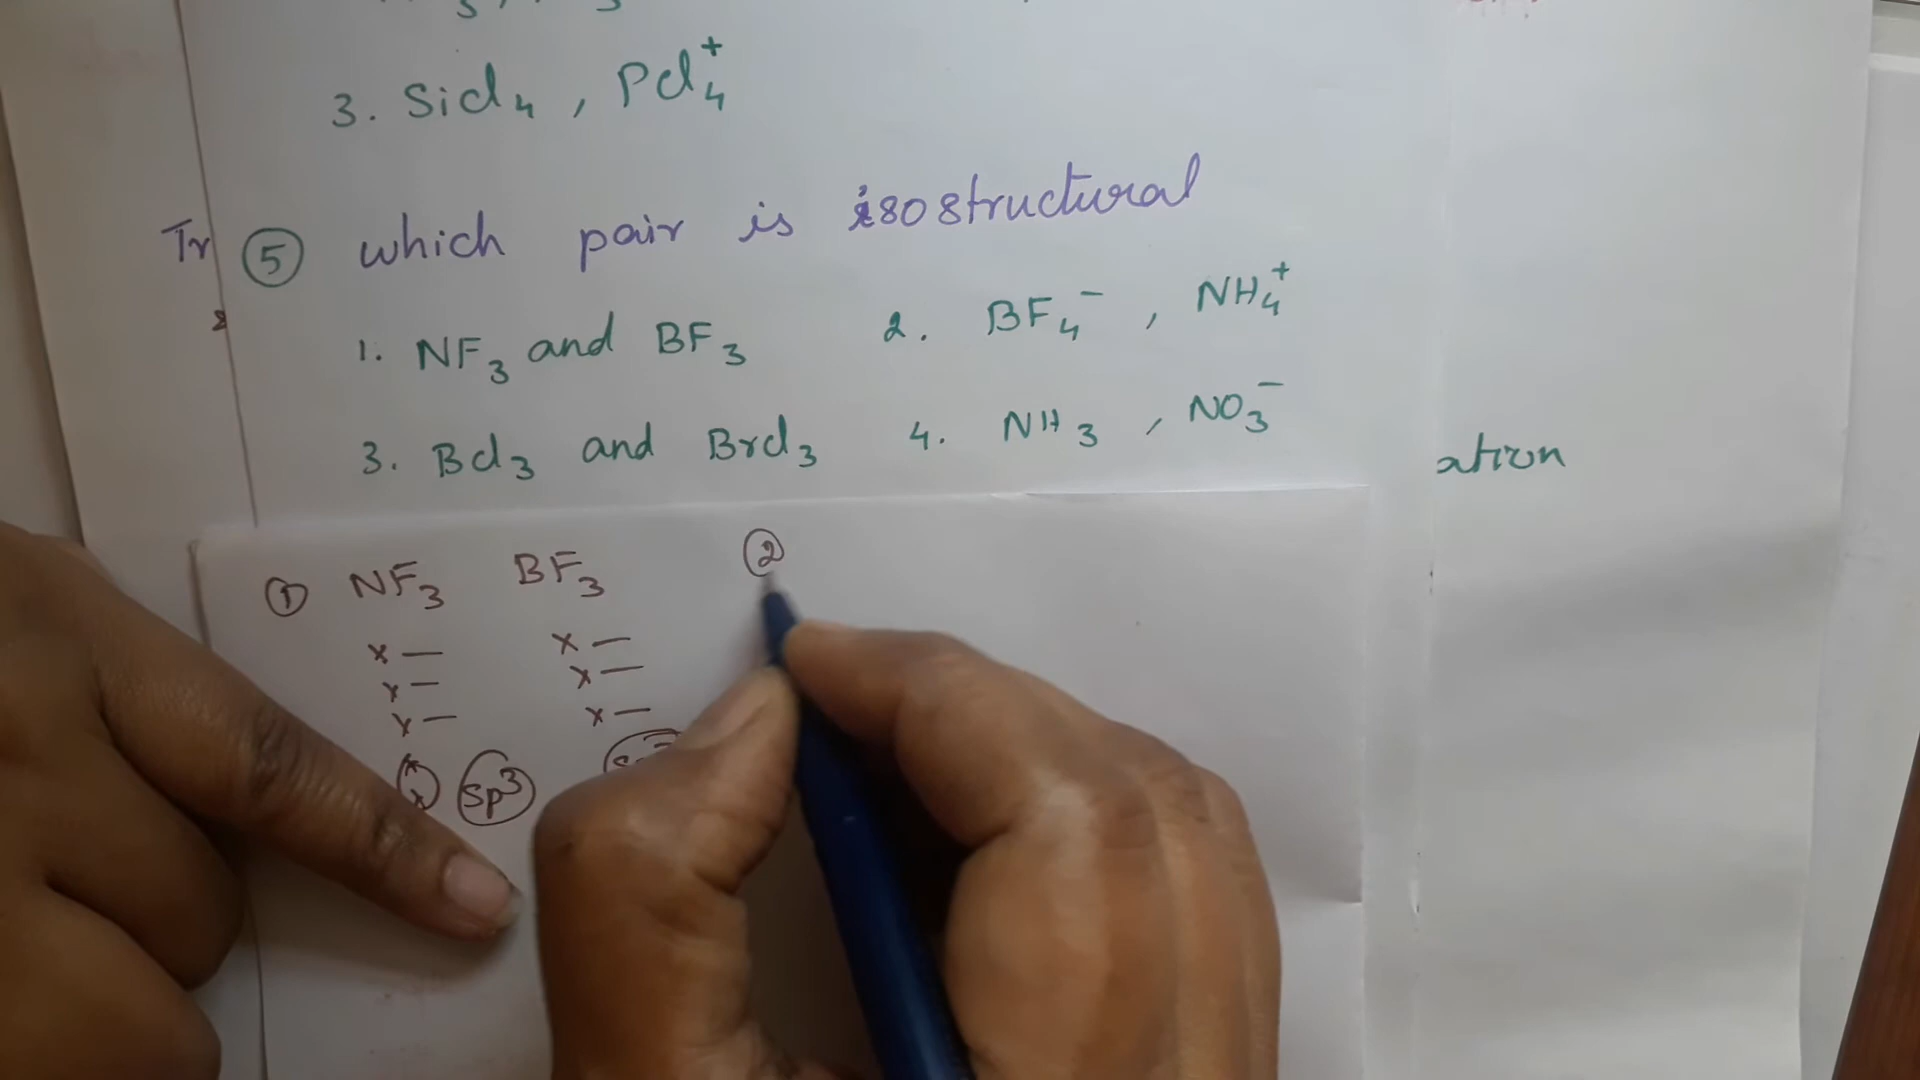 3. SiCl₄ , PCl₄⁺
Tr
⑤ which pair is isostructural
1. NF₃ and BF₃ 2. BF₄⁻ , NH₄⁺
3. BCl₃ and BrCl₃ 4. NH₃ , NO₃⁻
ation
① NF₃ BF₃ ②
x — x —
x — x —
x — x —
sp³